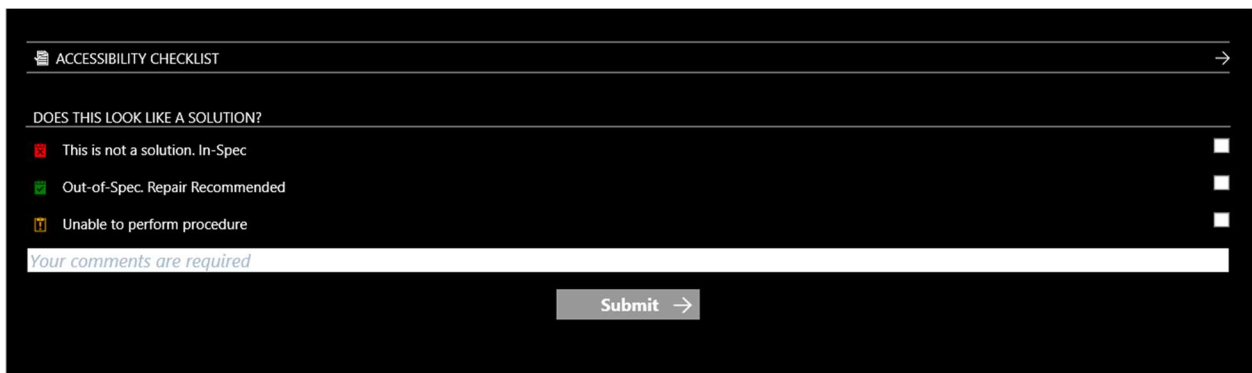 ACCESSIBILITY CHECKLIST
DOES THIS LOOK LIKE A SOLUTION?
This is not a solution. In-Spec
Out-of-Spec. Repair Recommended
Unable to perform procedure
Your comments are required
Submit